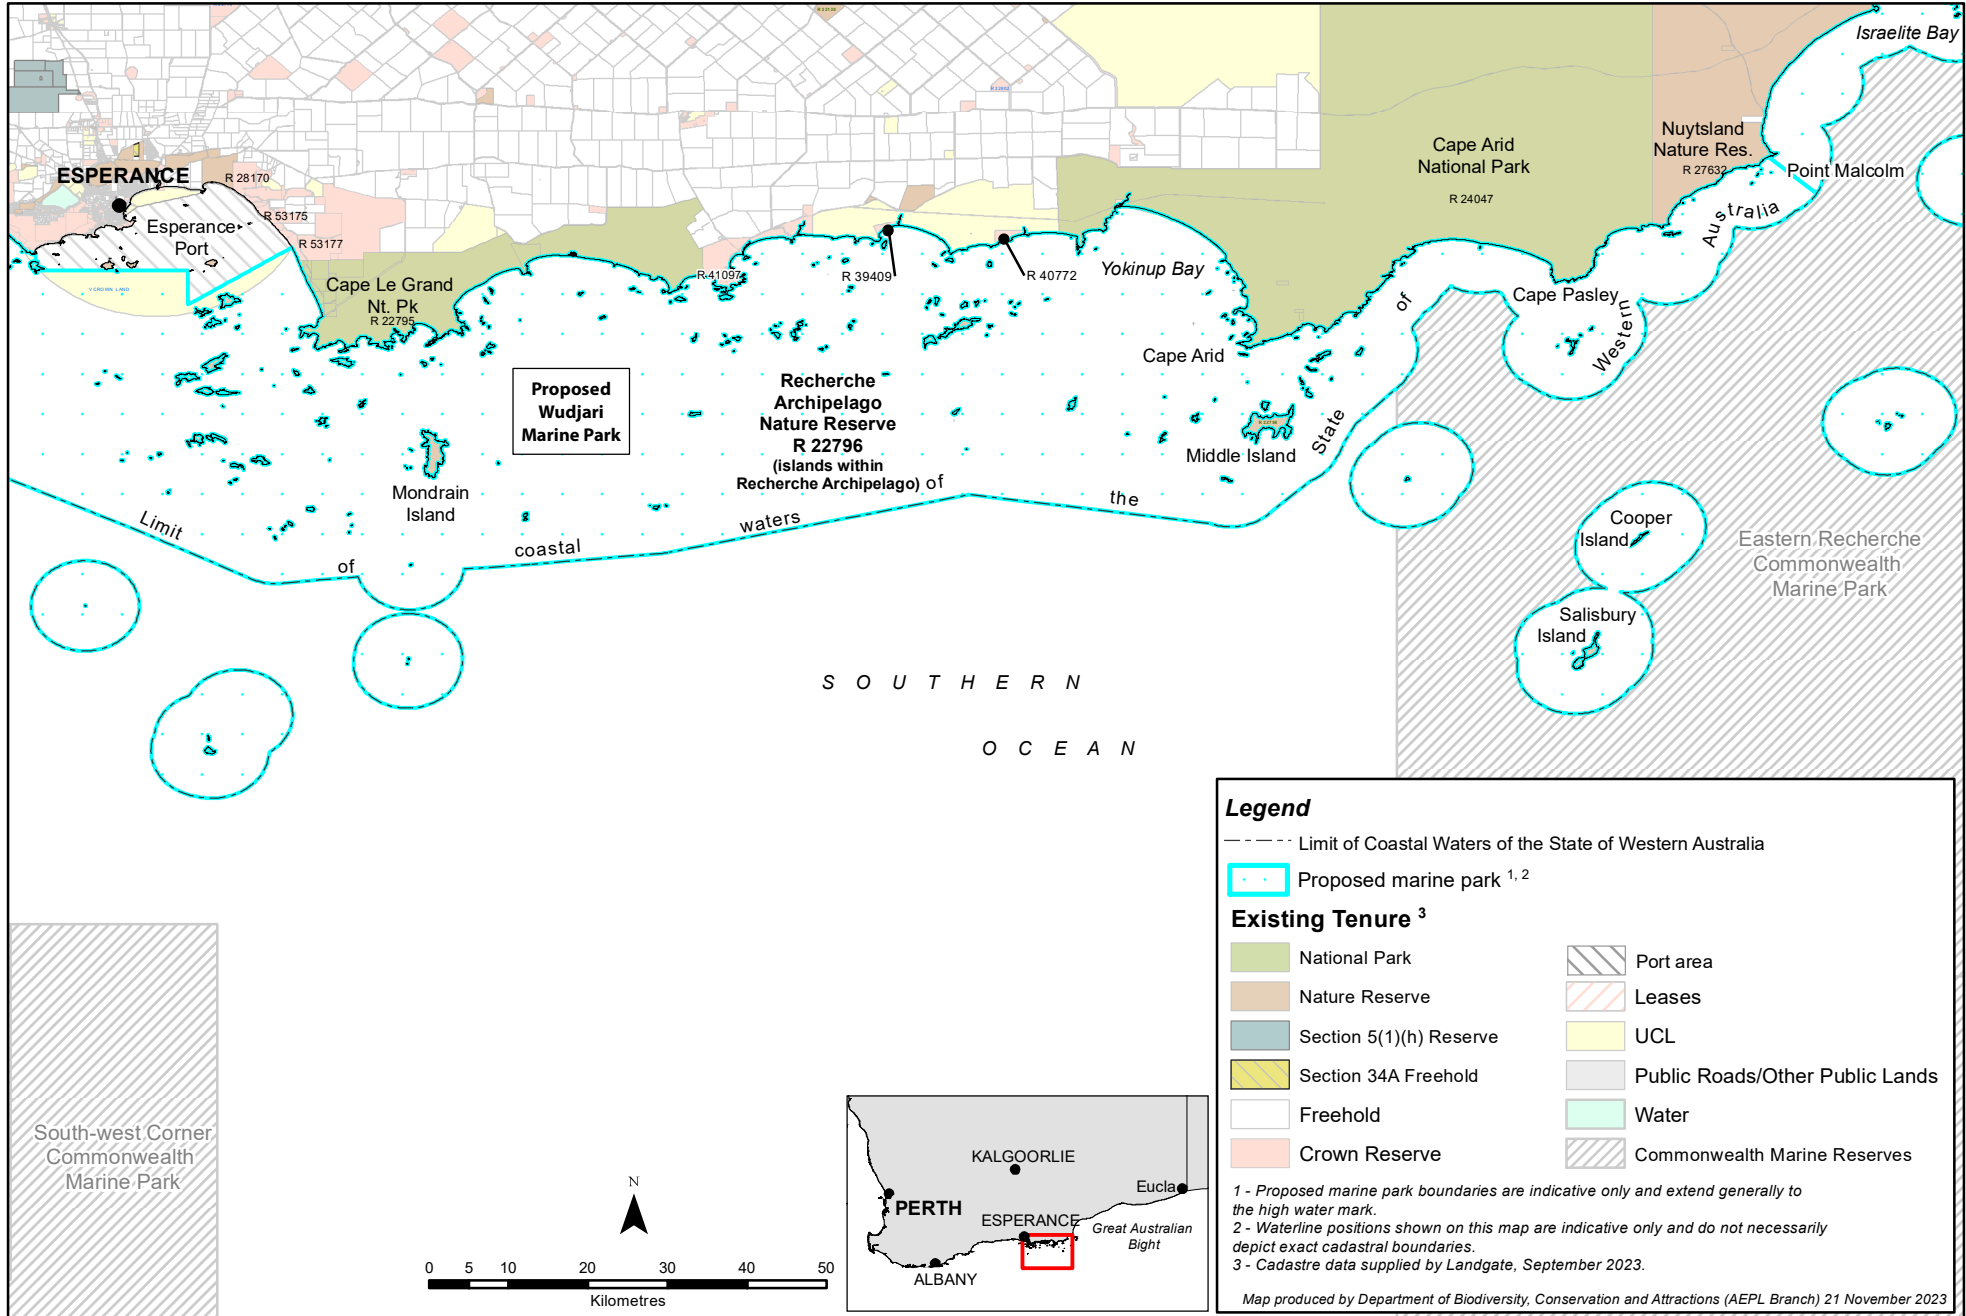 Israelite Bay
R 32602
ESPERANCE
R 28170
R 53175
R 53177
Esperance
Port
V CROWN LAND
Cape Le Grand
Nt. Pk
R 22795
R 41097
R 39409
R 40772
Yokinup Bay
Cape Arid
National Park
R 24047
Nuytsland
Nature Res.
R 27632
Point Malcolm
Cape Pasley
Cape Arid
Middle Island
Proposed
Wudjari
Marine Park
Recherche
Archipelago
Nature Reserve
R 22796
(islands within
Recherche Archipelago)
Mondrain
Island
Limit of coastal waters of the State of Western Australia
Cooper
Island
Salisbury
Island
Eastern Recherche
Commonwealth
Marine Park
SOUTHERN
OCEAN
South-west Corner
Commonwealth
Marine Park
N
0 5 10 20 30 40 50
Kilometres
KALGOORLIE
Eucla
PERTH
ESPERANCE
Great Australian
Bight
ALBANY
Legend
Limit of Coastal Waters of the State of Western Australia
Proposed marine park 1, 2
Existing Tenure 3
National Park
Nature Reserve
Section 5(1)(h) Reserve
Section 34A Freehold
Freehold
Crown Reserve
Port area
Leases
UCL
Public Roads/Other Public Lands
Water
Commonwealth Marine Reserves
1 - Proposed marine park boundaries are indicative only and extend generally to
the high water mark.
2 - Waterline positions shown on this map are indicative only and do not necessarily
depict exact cadastral boundaries.
3 - Cadastre data supplied by Landgate, September 2023.
Map produced by Department of Biodiversity, Conservation and Attractions (AEPL Branch) 21 November 2023